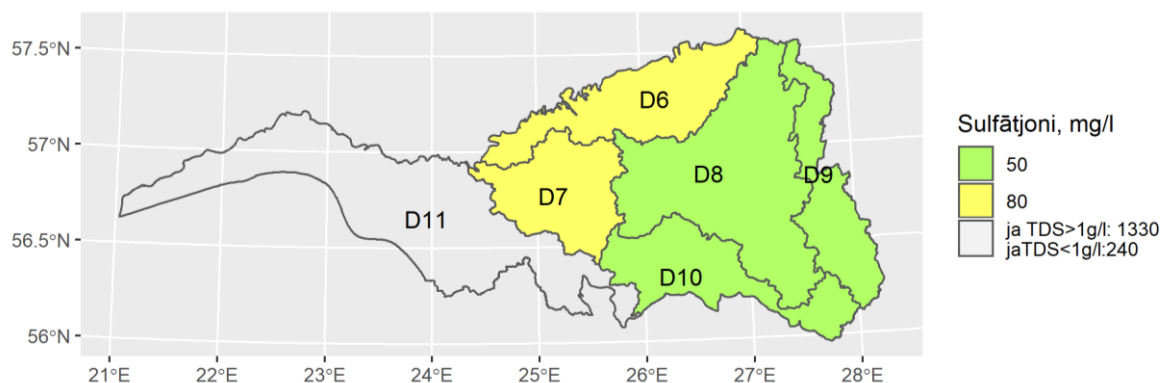 57.5°N
57°N
56.5°N
56°N
21°E 22°E 23°E 24°E 25°E 26°E 27°E 28°E
D6
D7
D8
D9
D10
D11
Sulfātjoni, mg/l
50
80
ja TDS>1g/l: 1330
jaTDS<1g/l:240